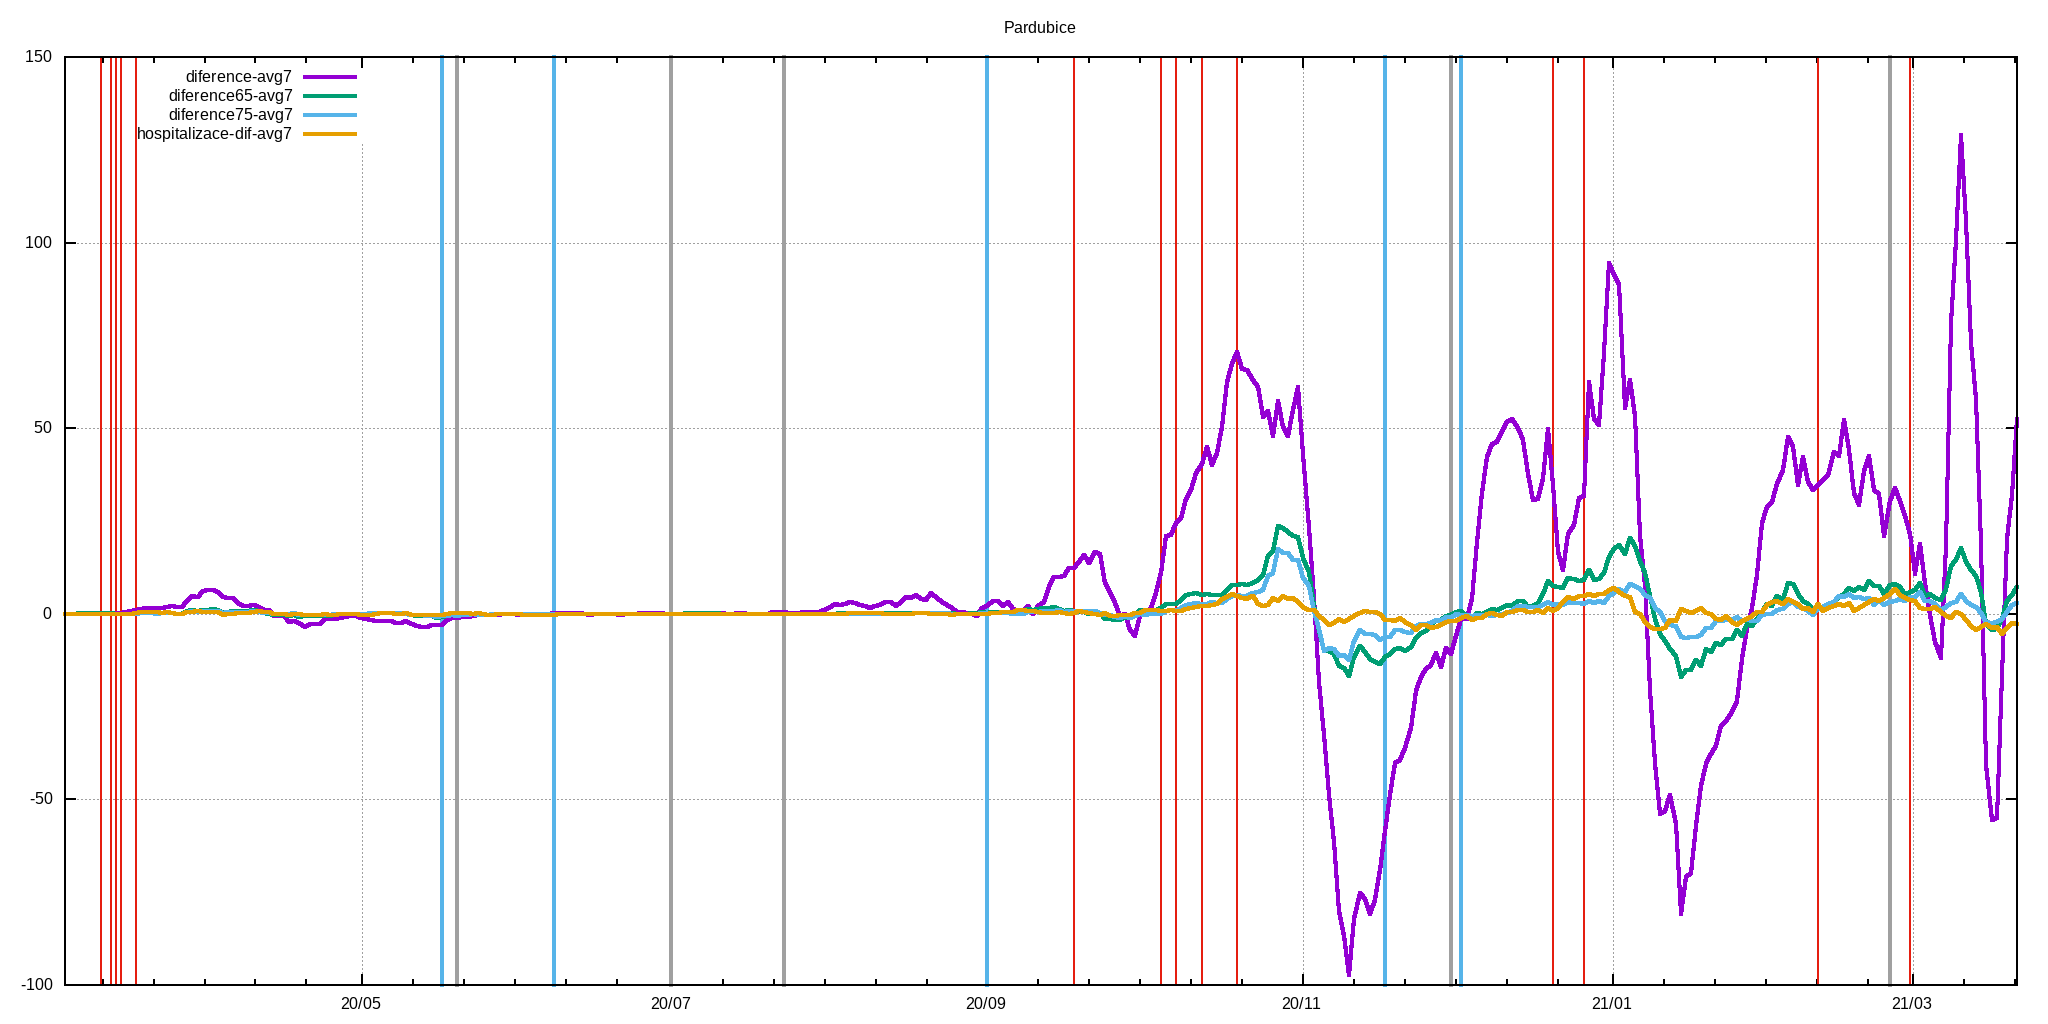 Pardubice
150
100
50
0
-50
-100
diference-avg7
diference65-avg7
diference75-avg7
hospitalizace-dif-avg7
20/05
20/07
20/09
20/11
21/01
21/03